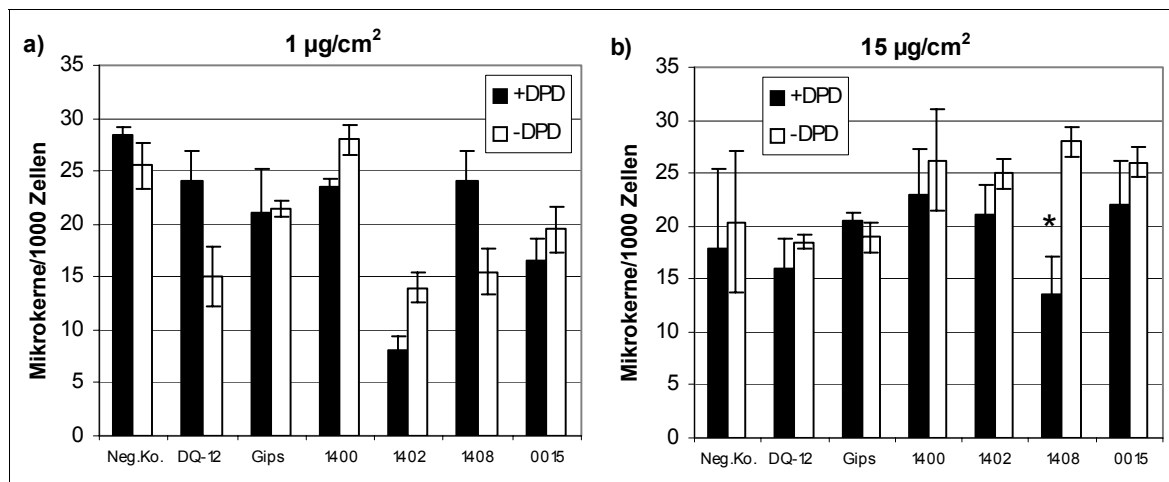 a)
1 µg/cm²
Mikrokerne/1000 Zellen
35
30
25
20
15
10
5
0
+DPD
-DPD
Neg.Ko. DQ-12 Gips 1400 1402 1408 0015
b)
15 µg/cm²
Mikrokerne/1000 Zellen
35
30
25
20
15
10
5
0
+DPD
-DPD
*
Neg.Ko. DQ-12 Gips 1400 1402 1408 0015